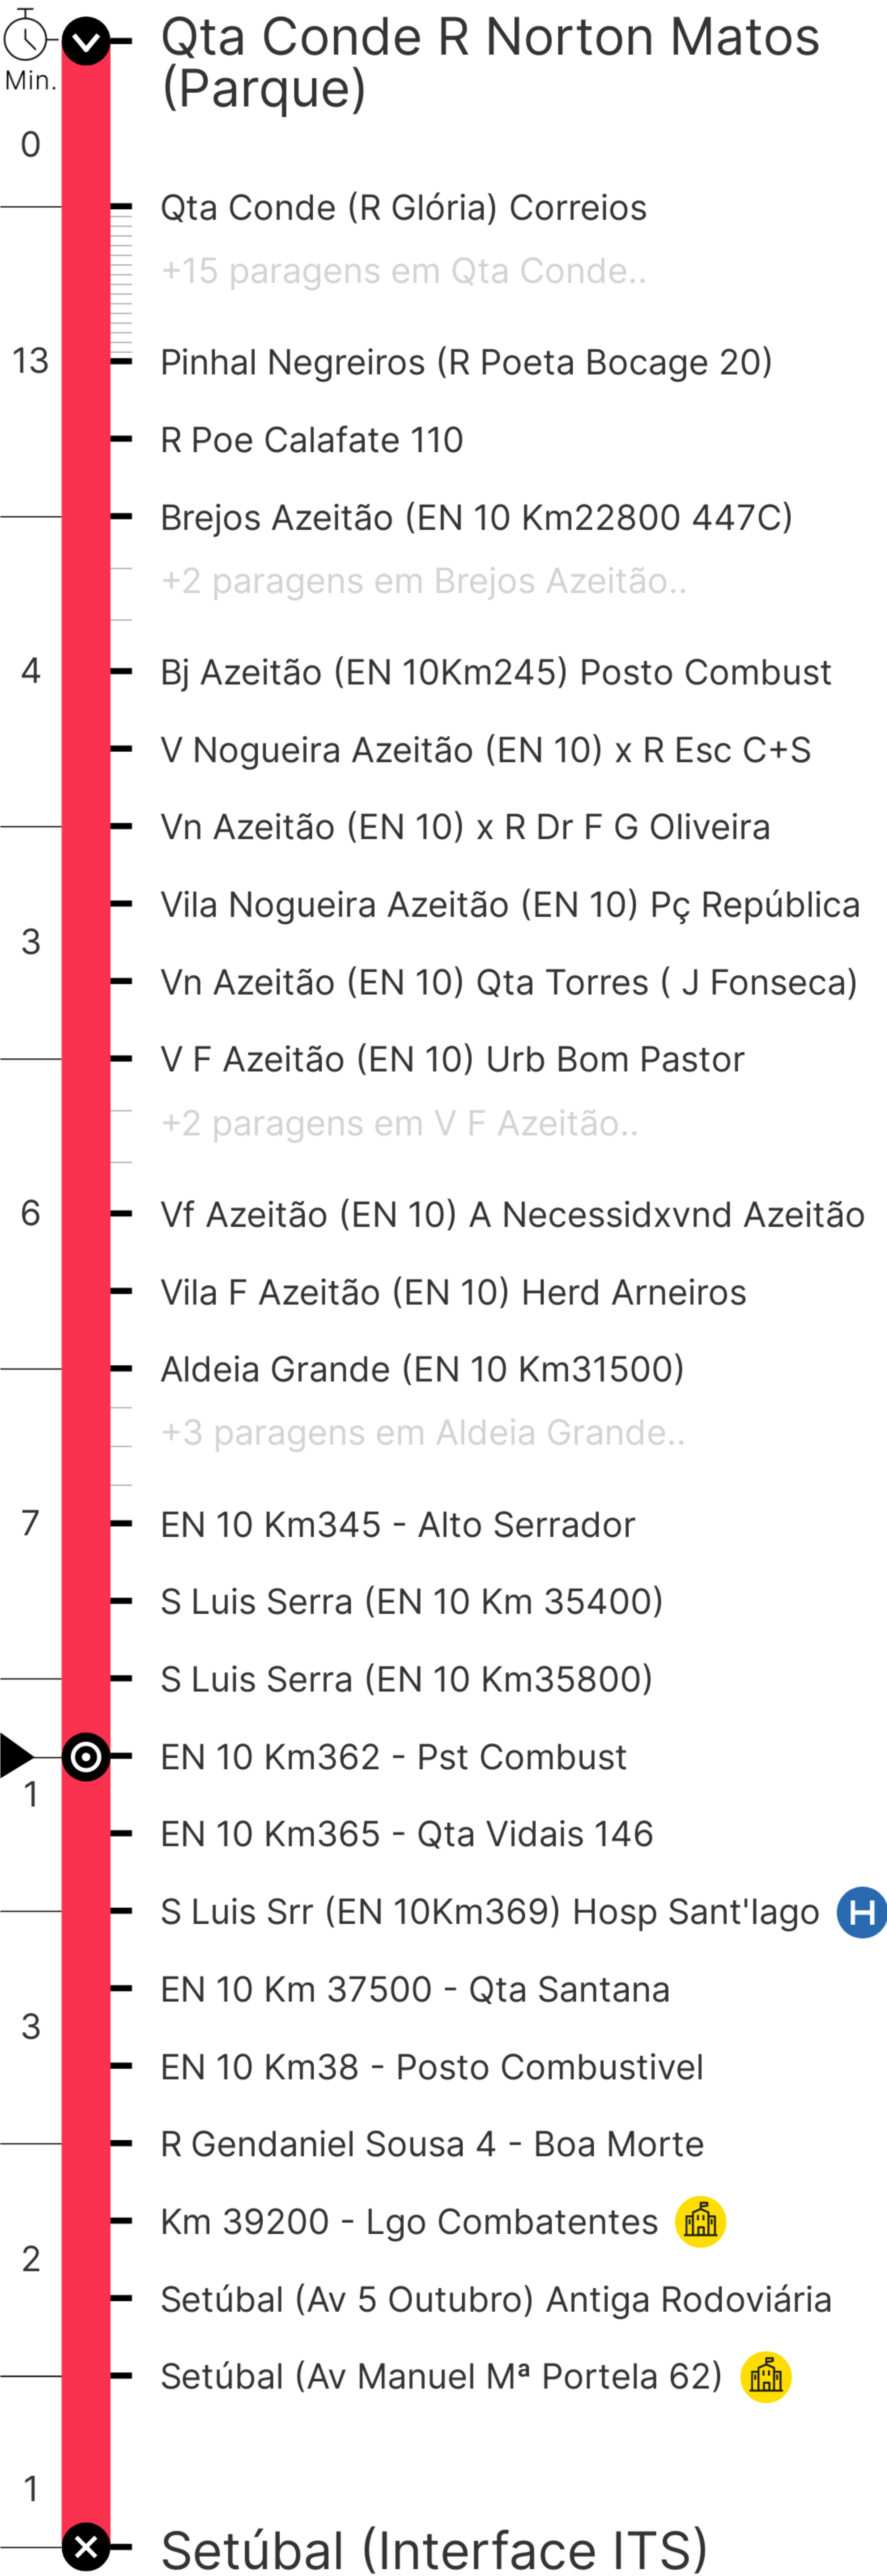 Qta Conde R Norton Matos
(Parque)
Min.
0
Qta Conde (R Glória) Correios
+15 paragens em Qta Conde..
13
Pinhal Negreiros (R Poeta Bocage 20)
R Poe Calafate 110
Brejos Azeitão (EN 10 Km22800 447C)
+2 paragens em Brejos Azeitão..
4
Bj Azeitão (EN 10Km245) Posto Combust
V Nogueira Azeitão (EN 10) x R Esc C+S
Vn Azeitão (EN 10) x R Dr F G Oliveira
Vila Nogueira Azeitão (EN 10) Pç República
3
Vn Azeitão (EN 10) Qta Torres ( J Fonseca)
V F Azeitão (EN 10) Urb Bom Pastor
+2 paragens em V F Azeitão..
6
Vf Azeitão (EN 10) A Necessidxvnd Azeitão
Vila F Azeitão (EN 10) Herd Arneiros
Aldeia Grande (EN 10 Km31500)
+3 paragens em Aldeia Grande..
7
EN 10 Km345 - Alto Serrador
S Luis Serra (EN 10 Km 35400)
S Luis Serra (EN 10 Km35800)
EN 10 Km362 - Pst Combust
1
EN 10 Km365 - Qta Vidais 146
S Luis Srr (EN 10Km369) Hosp Sant'Iago H
EN 10 Km 37500 - Qta Santana
3
EN 10 Km38 - Posto Combustivel
R Gendaniel Sousa 4 - Boa Morte
Km 39200 - Lgo Combatentes
2
Setúbal (Av 5 Outubro) Antiga Rodoviária
Setúbal (Av Manuel Mª Portela 62)
1
Setúbal (Interface ITS)